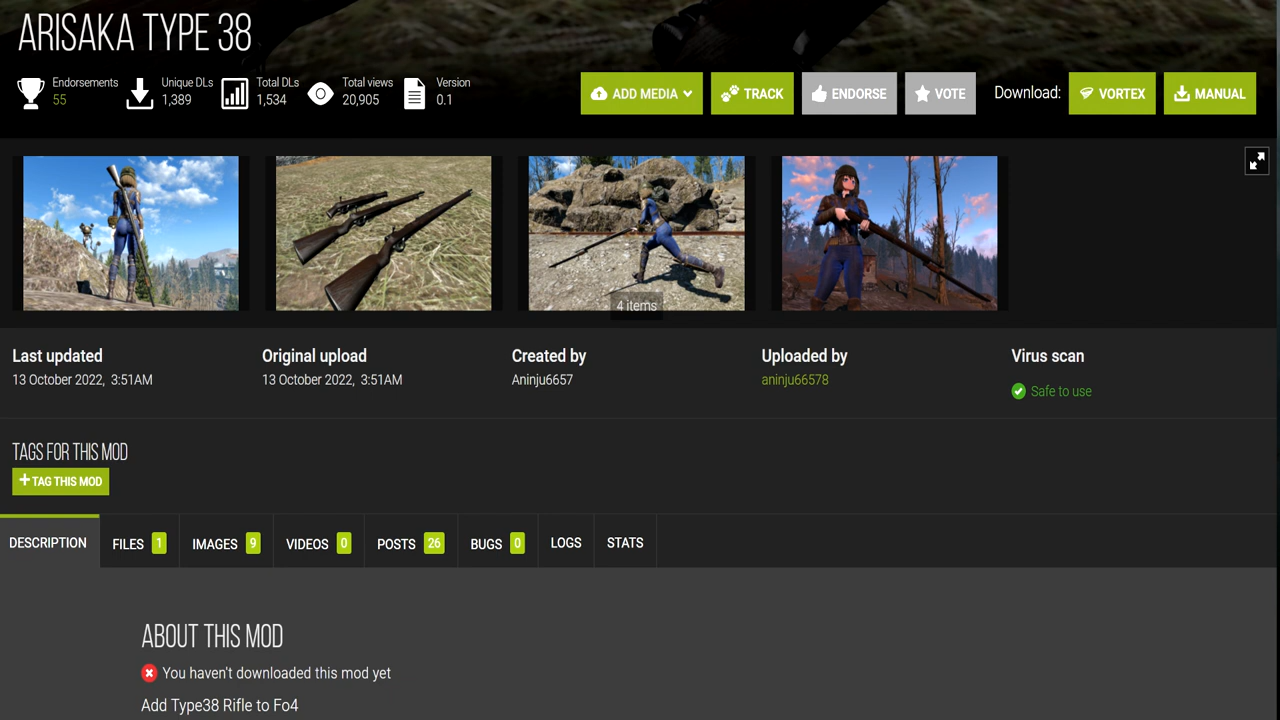 ARISAKA TYPE 38
Endorsements
55
Unique DLs
1,389
Total DLs
1,534
Total views
20,905
Version
0.1
ADD MEDIA
TRACK
ENDORSE
VOTE
Download:
VORTEX
MANUAL
4 items
Last updated
13 October 2022, 3:51AM
Original upload
13 October 2022, 3:51AM
Created by
Aninju6657
Uploaded by
aninju66578
Virus scan
Safe to use
TAGS FOR THIS MOD
+ TAG THIS MOD
DESCRIPTION
FILES 1
IMAGES 9
VIDEOS 0
POSTS 26
BUGS 0
LOGS
STATS
ABOUT THIS MOD
You haven't downloaded this mod yet
Add Type38 Rifle to Fo4